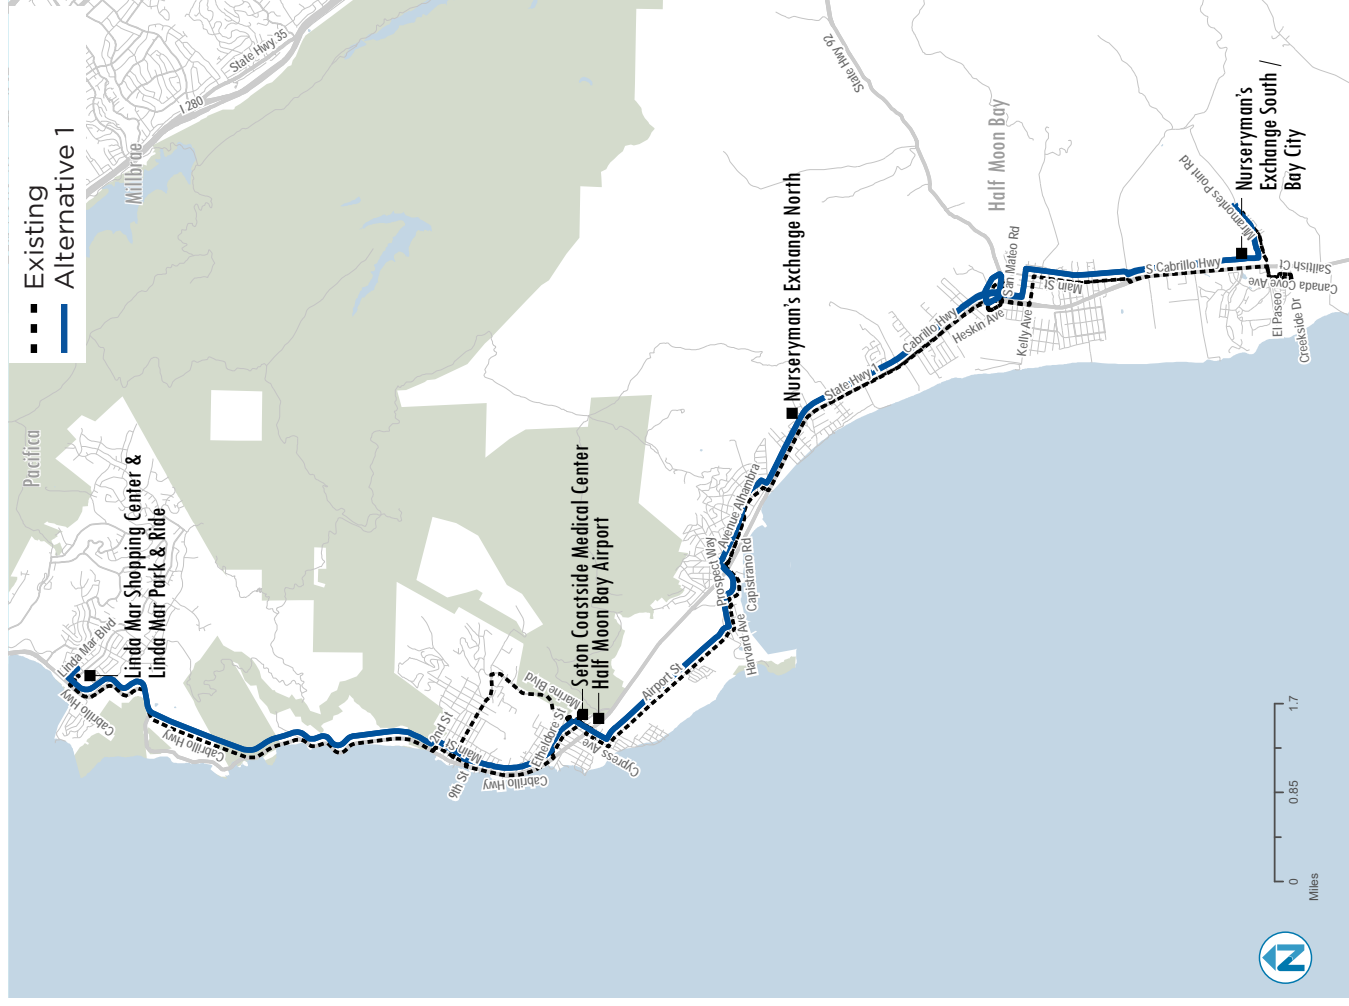 Existing
Alternative 1
State Hwy 35
I 280
Millbrae
Pacifica
Linda Mar Shopping Center &
Linda Mar Park & Ride
Linda Mar Blvd
Cabrillo Hwy
Cabrillo Hwy
Cabrillo Hwy
2nd St
Main St
9th St
Cabrillo Hwy
Etheldore St
Marine Blvd
Seton Coastside Medical Center
Half Moon Bay Airport
Cypress Ave
Airport St
Harvard Ave
Prospect Way
Capistrano Rd
Avenue Alhambra
Nurseryman's Exchange North
State Hwy 1
Cabrillo Hwy
State Hwy 92
Half Moon Bay
San Mateo Rd
Heskin Ave
Kelly Ave
Main St
S Cabrillo Hwy
Miramontes Point Rd
Miramontes
Nurseryman's
Exchange South /
Bay City
Canada Cove Ave
Sailfish Ct
El Paseo
Creekside Dr
0
0.85
1.7
Miles
N